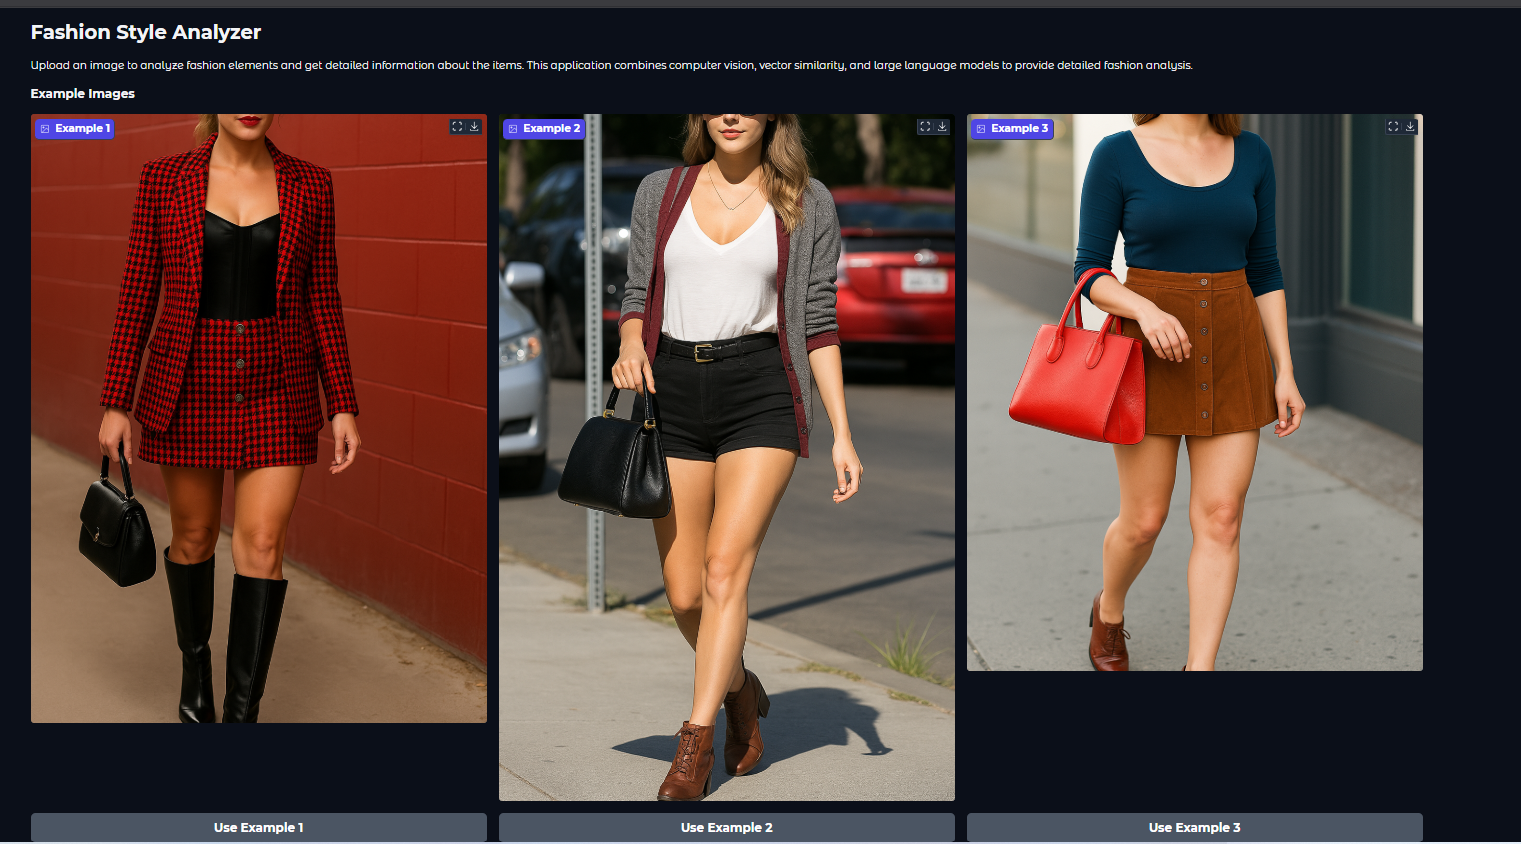 Fashion Style Analyzer
Upload an image to analyze fashion elements and get detailed information about the items. This application combines computer vision, vector similarity, and large language models to provide detailed fashion analysis.
Example Images
Example 1
Example 2
Example 3
Use Example 1
Use Example 2
Use Example 3